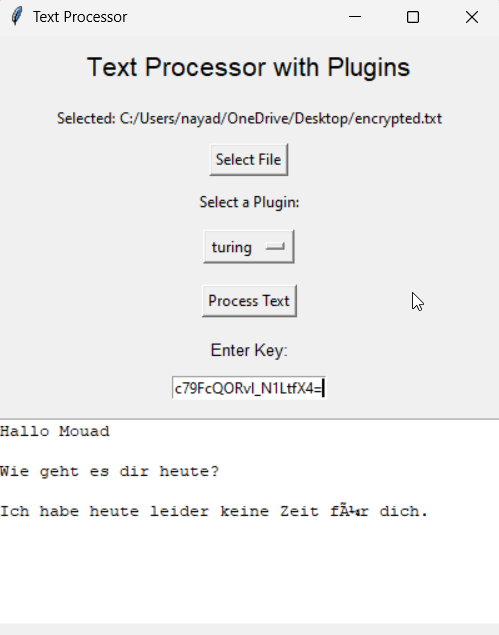 Text Processor
Text Processor with Plugins
Selected: C:/Users/nayad/OneDrive/Desktop/encrypted.txt
Select File
Select a Plugin:
turing
Process Text
Enter Key:
c79FcQORvI_N1LtfX4=
Hallo Mouad
Wie geht es dir heute?
Ich habe heute leider keine Zeit fÃ¼r dich.